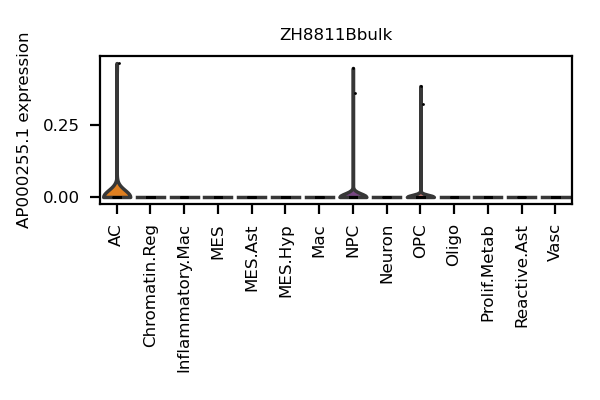 ZH8811Bbulk
AP000255.1 expression
0.25
0.00
AC
Chromatin.Reg
Inflammatory.Mac
MES
MES.Ast
MES.Hyp
Mac
NPC
Neuron
OPC
Oligo
Prolif.Metab
Reactive.Ast
Vasc